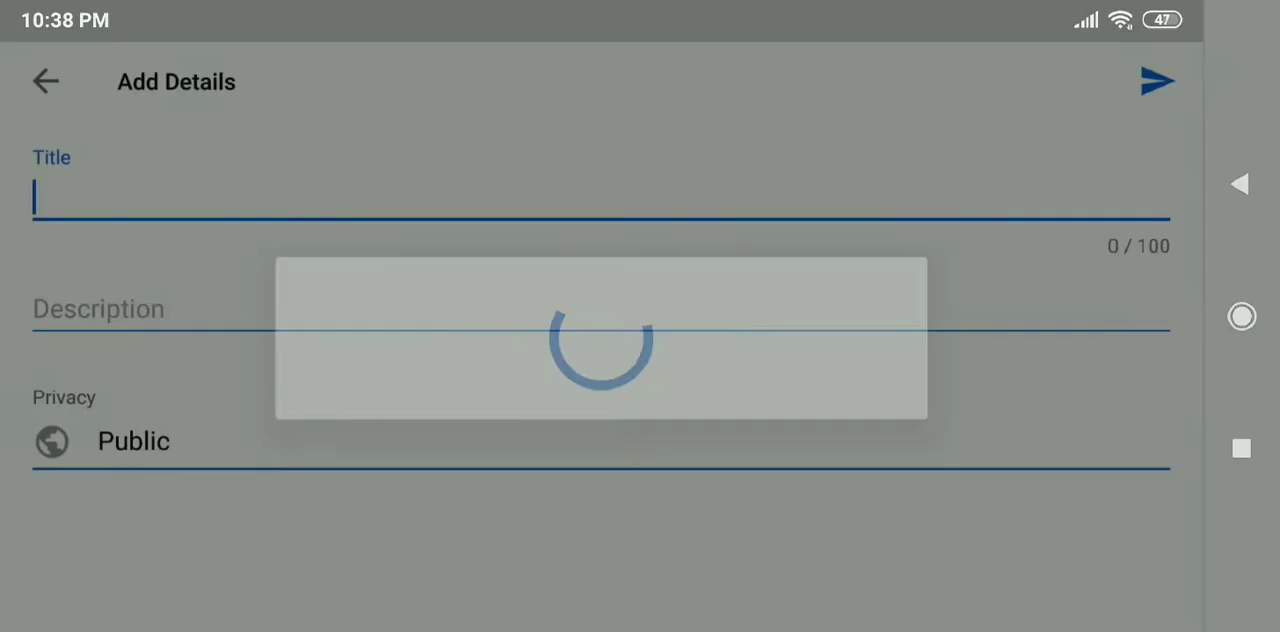 10:38 PM
47
Add Details
Title
0 / 100
Description
Privacy
Public